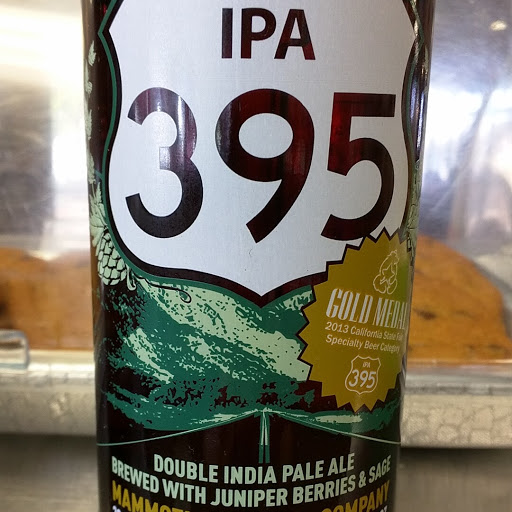 IPA
395
GOLD MEDAL
2013 California State Fair
Specialty Beer Category
IPA
395
DOUBLE INDIA PALE ALE
BREWED WITH JUNIPER BERRIES & SAGE
COMPANY